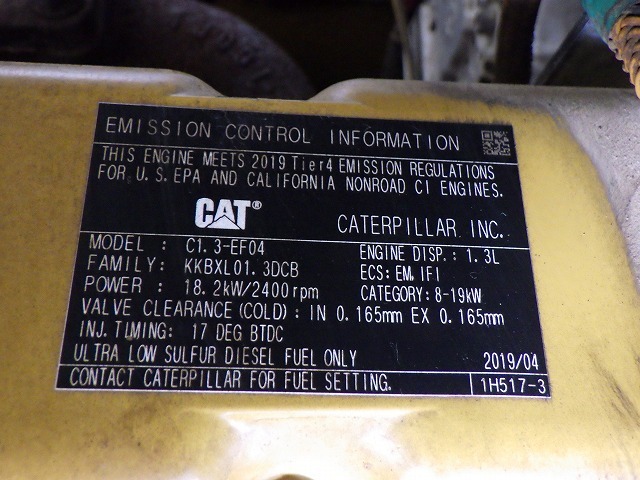 EMISSION CONTROL INFORMATION
THIS ENGINE MEETS 2019 Tier4 EMISSION REGULATIONS
FOR U.S. EPA AND CALIFORNIA NONROAD CI ENGINES.
CAT® CATERPILLAR INC.
MODEL : C1.3-EF04 ENGINE DISP.: 1.3L
FAMILY: KKBXL01.3DCB ECS: EM, IFI
POWER : 18.2kW/2400rpm CATEGORY: 8-19kW
VALVE CLEARANCE(COLD): IN 0.165mm EX 0.165mm
INJ. TIMING: 17 DEG BTDC
ULTRA LOW SULFUR DIESEL FUEL ONLY 2019/04
CONTACT CATERPILLAR FOR FUEL SETTING. 1H517-3